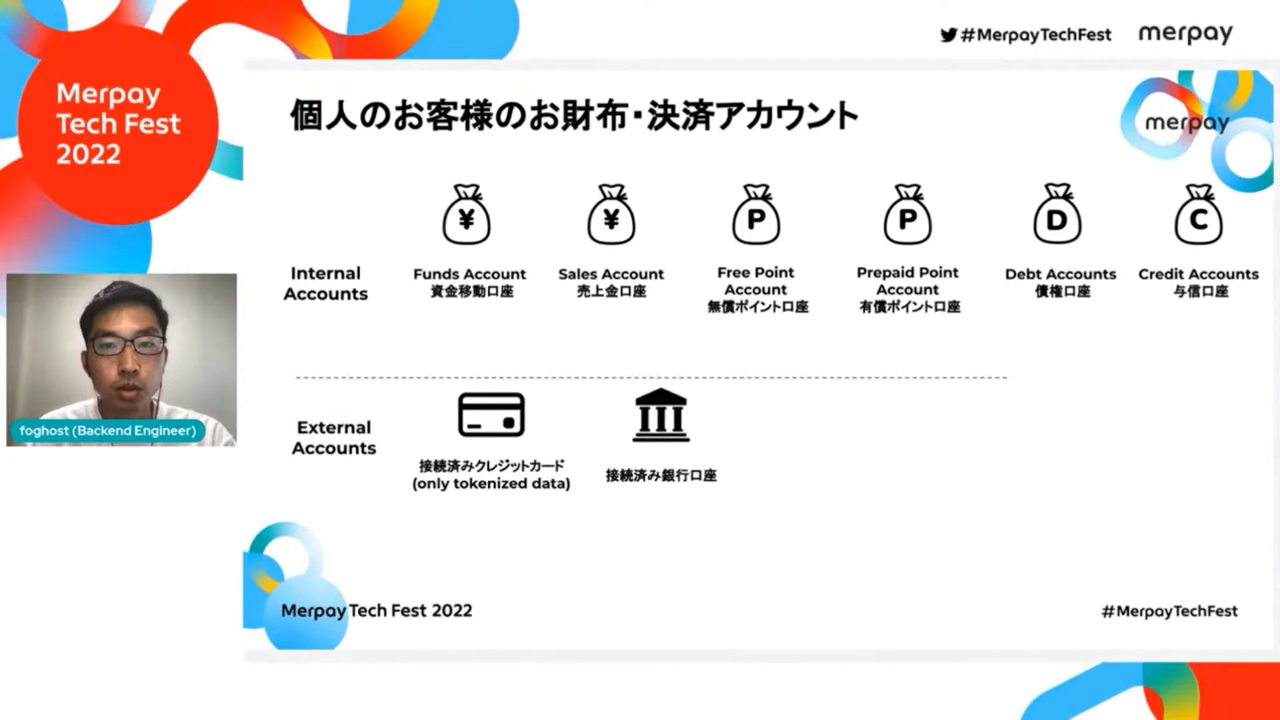 #MerpayTechFest
merpay
Merpay
Tech Fest
2022
個人のお客様のお財布・決済アカウント
merpay
¥
¥
P
P
D
C
Internal
Accounts
Funds Account
資金移動口座
Sales Account
売上金口座
Free Point
Account
無償ポイント口座
Prepaid Point
Account
有償ポイント口座
Debt Accounts
債権口座
Credit Accounts
与信口座
External
Accounts
接続済みクレジットカード
(only tokenized data)
接続済み銀行口座
foghost (Backend Engineer)
Merpay Tech Fest 2022
#MerpayTechFest